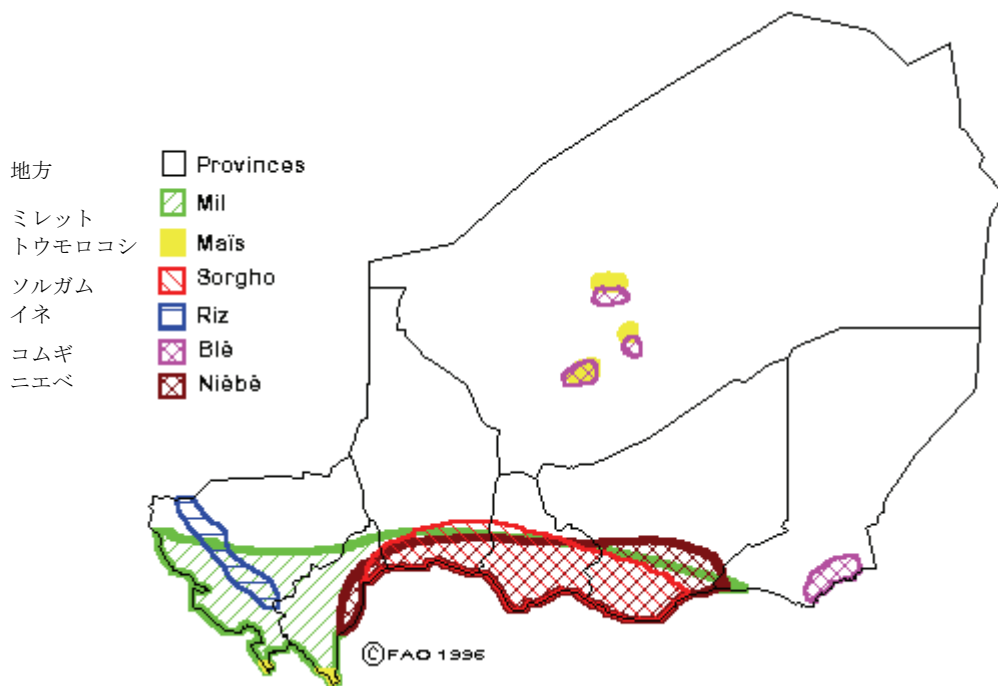 地方 Provinces
ミレット Mil
トウモロコシ Maïs
ソルガム Sorgho
イネ Riz
コムギ Blé
ニエベ Niébé
©FAO 1996